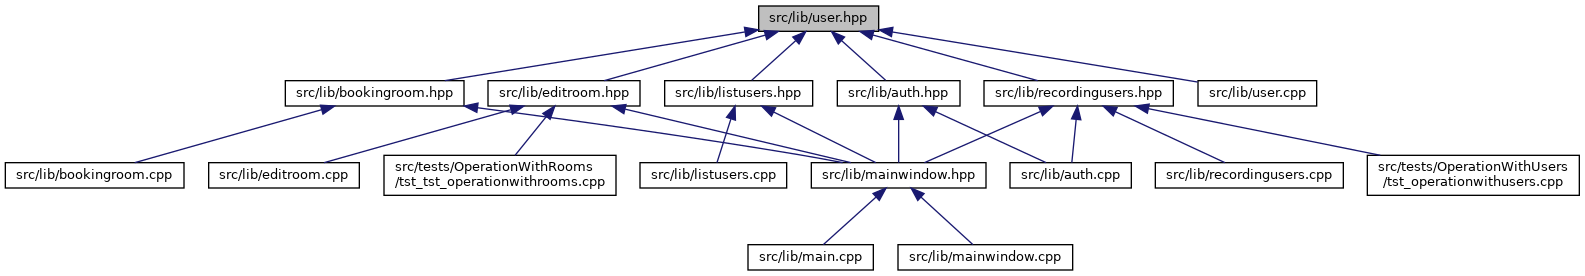 src/lib/user.hpp
src/lib/bookingroom.hpp
src/lib/editroom.hpp
src/lib/listusers.hpp
src/lib/auth.hpp
src/lib/recordingusers.hpp
src/lib/user.cpp
src/lib/bookingroom.cpp
src/lib/editroom.cpp
src/tests/OperationWithRooms
/tst_tst_operationwithrooms.cpp
src/lib/listusers.cpp
src/lib/mainwindow.hpp
src/lib/auth.cpp
src/lib/recordingusers.cpp
src/tests/OperationWithUsers
/tst_operationwithusers.cpp
src/lib/main.cpp
src/lib/mainwindow.cpp